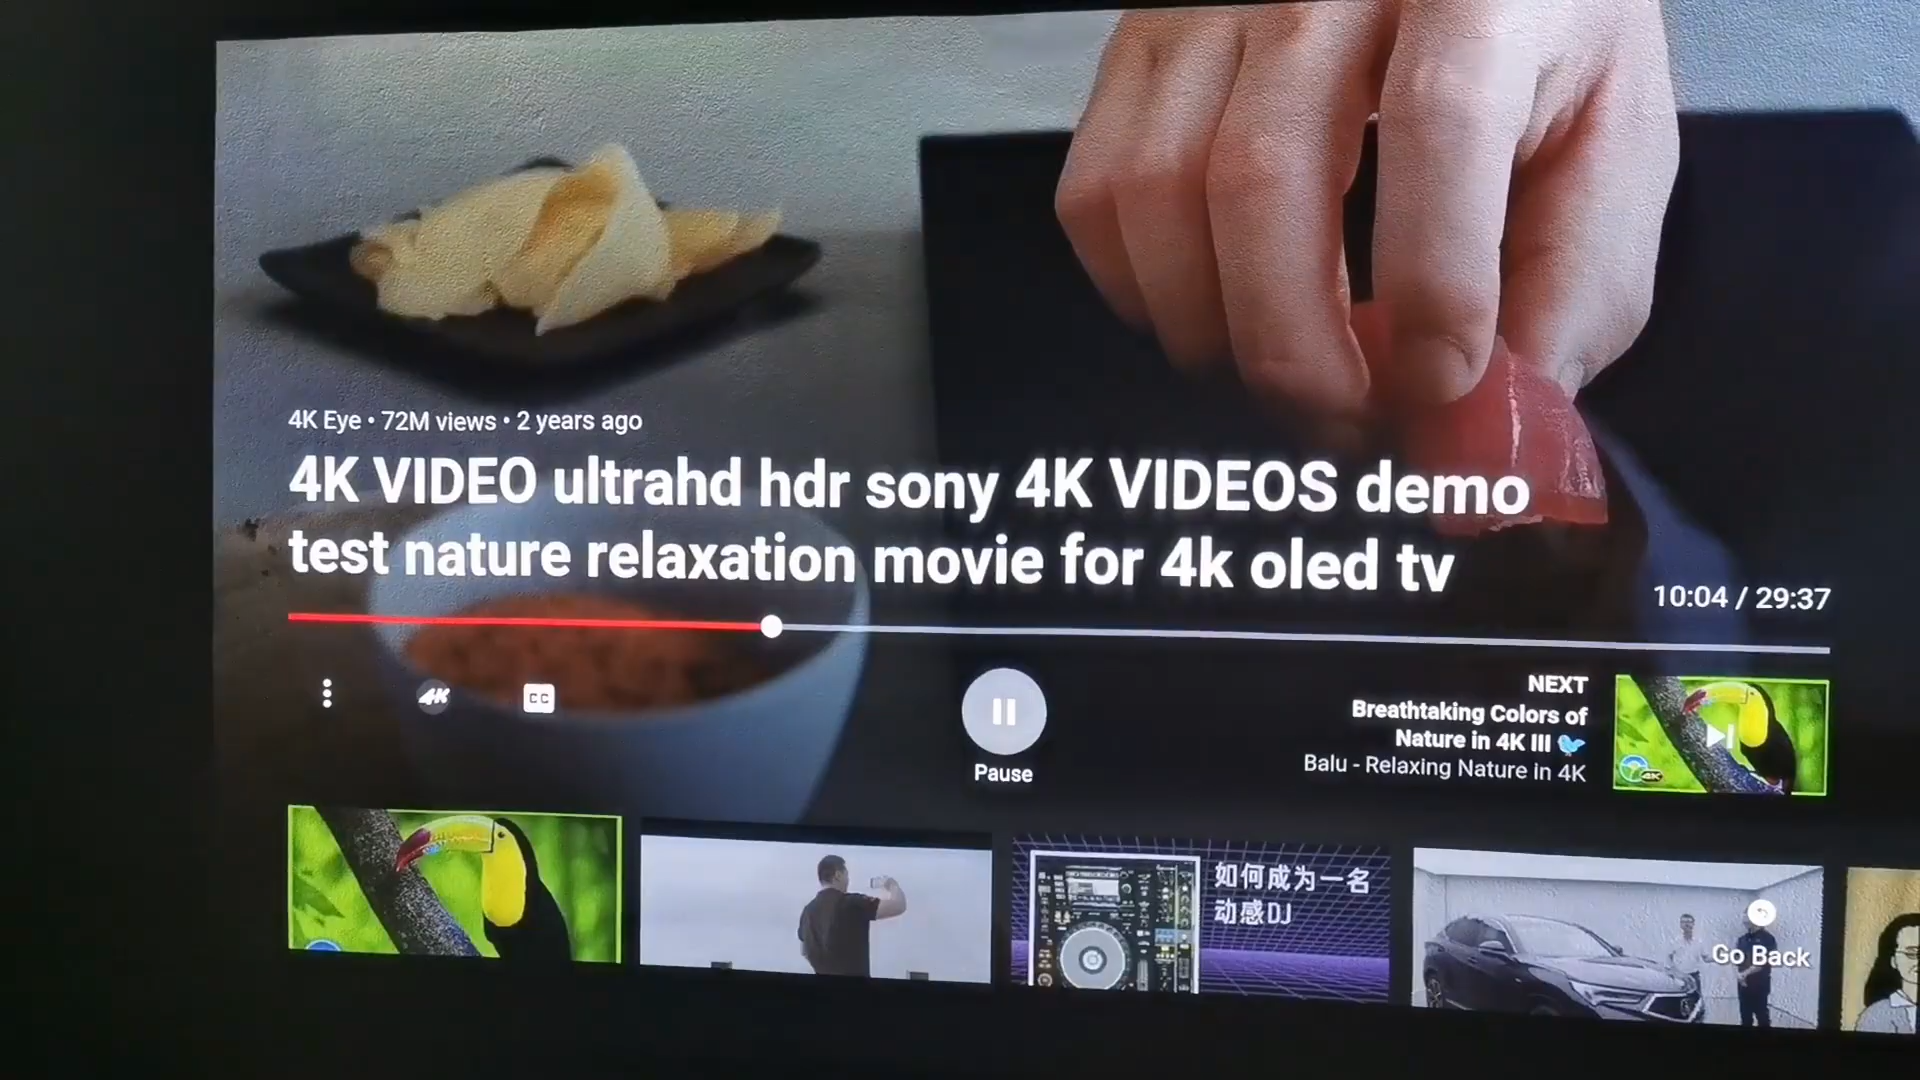 4K Eye • 72M views • 2 years ago
4K VIDEO ultrahd hdr sony 4K VIDEOS demo
test nature relaxation movie for 4k oled tv
10:04 / 29:37
4K
CC
Pause
NEXT
Breathtaking Colors of
Nature in 4K III 🐦
Balu - Relaxing Nature in 4K
4K
如何成为一名
动感DJ
Go Back